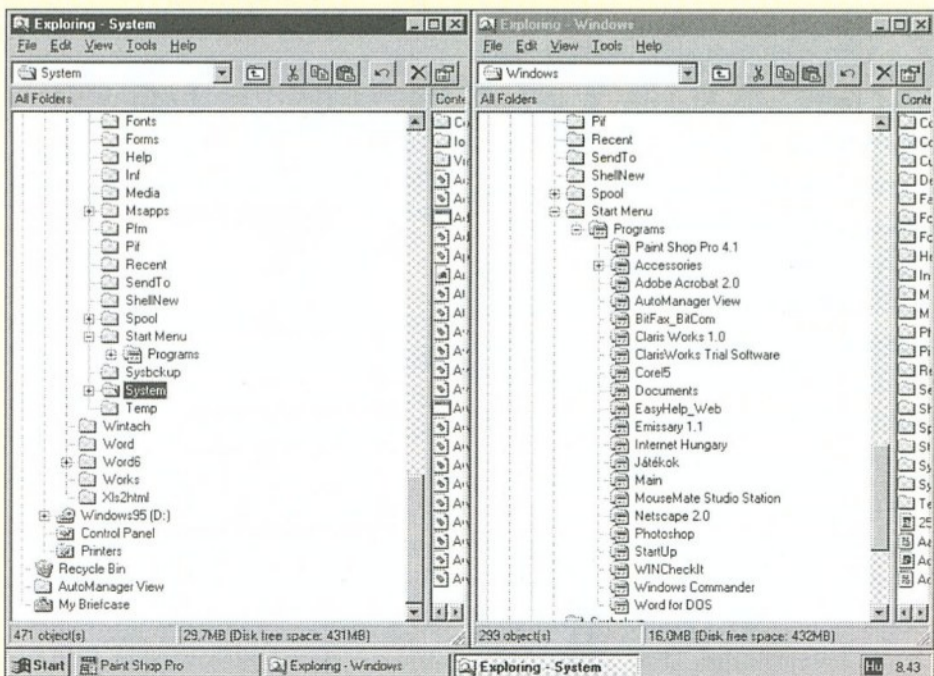 Exploring - System
File Edit View Tools Help
System
All Folders
Conte
Fonts
Forms
Help
Inf
Media
Msapps
Pfm
Pif
Recent
SendTo
ShellNew
Spool
Start Menu
Programs
Sysbckup
System
Temp
Wintach
Word
Word6
Works
Xls2html
Windows95 (D:)
Control Panel
Printers
Recycle Bin
AutoManager View
My Briefcase
471 object(s) 29,7MB (Disk free space: 431MB)
Exploring - Windows
File Edit View Tools Help
Windows
All Folders
Conte
Pif
Recent
SendTo
ShellNew
Spool
Start Menu
Programs
Paint Shop Pro 4.1
Accessories
Adobe Acrobat 2.0
AutoManager View
BitFax_BitCom
Claris Works 1.0
ClarisWorks Trial Software
Corel5
Documents
EasyHelp_Web
Emissary 1.1
Internet Hungary
Játékok
Main
MouseMate Studio Station
Netscape 2.0
Photoshop
StartUp
WINCheckIt
Windows Commander
Word for DOS
293 object(s) 16,0MB (Disk free space: 432MB)
Start Paint Shop Pro Exploring - Windows Exploring - System Hu 8.43